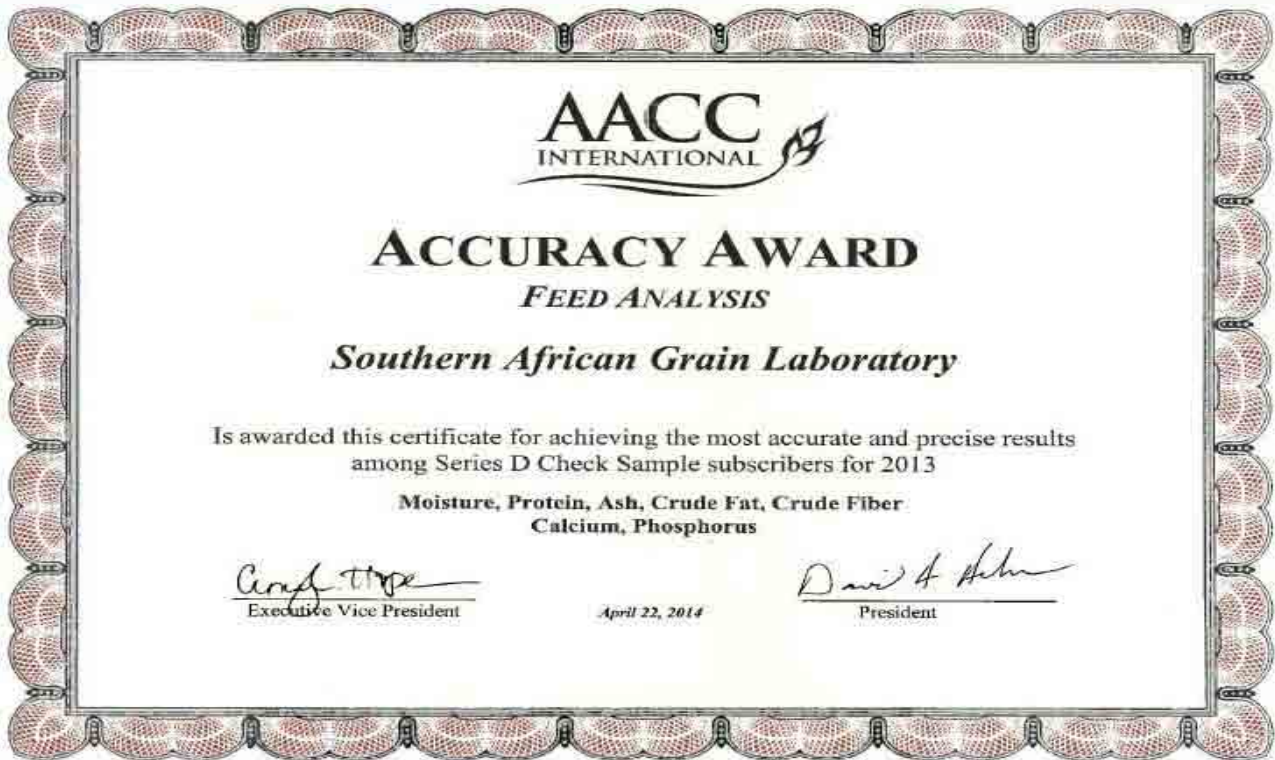 AACC
INTERNATIONAL
ACCURACY AWARD
FEED ANALYSIS
Southern African Grain Laboratory
Is awarded this certificate for achieving the most accurate and precise results
among Series D Check Sample subscribers for 2013
Moisture, Protein, Ash, Crude Fat, Crude Fiber
Calcium, Phosphorus
Executive Vice President
April 22, 2014
David A
President